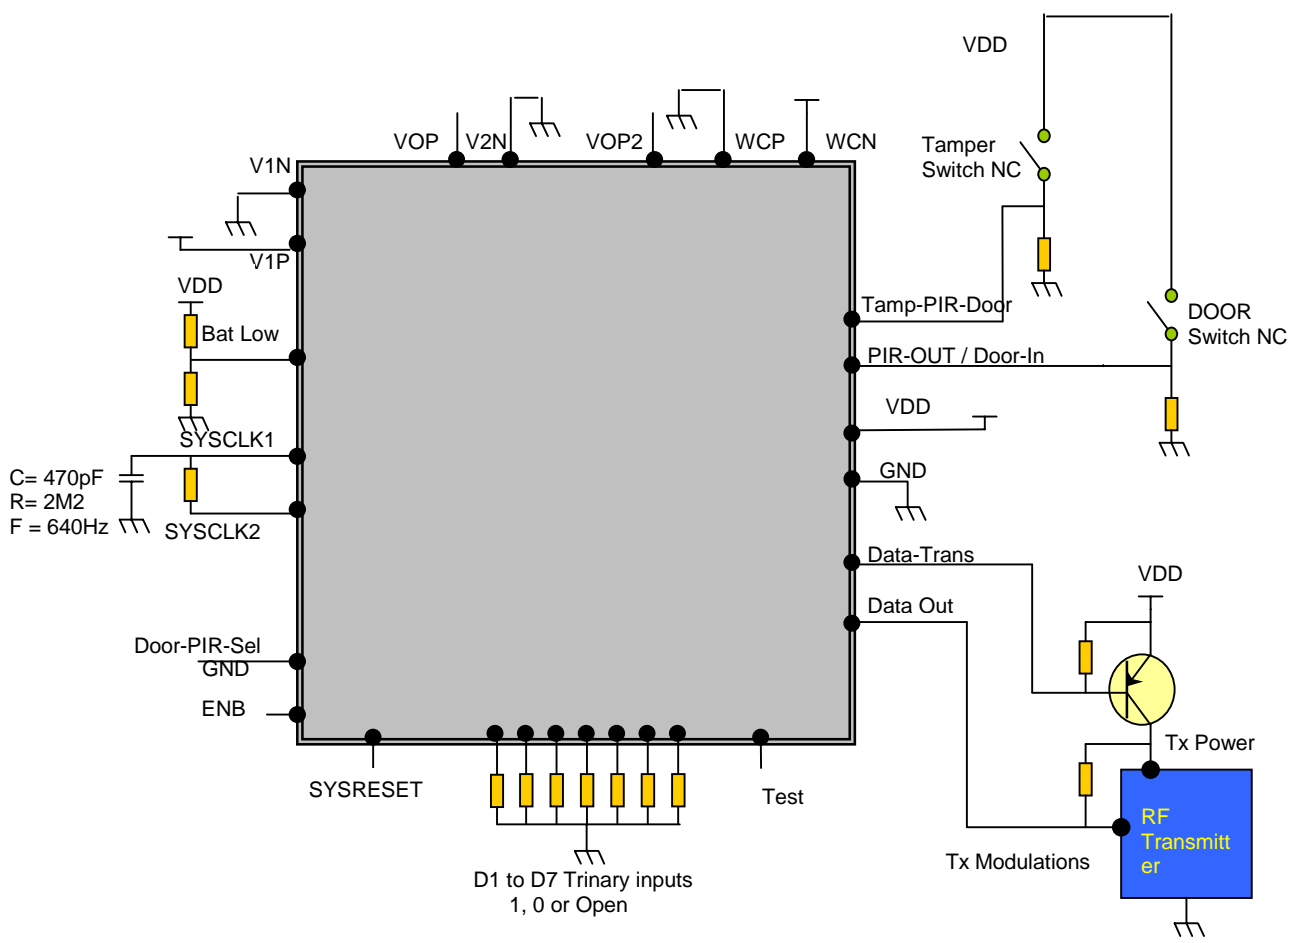 VDD
VOP
V2N
VOP2
WCP
WCN
Tamper
Switch NC
V1N
V1P
VDD
Bat Low
Tamp-PIR-Door
DOOR
Switch NC
PIR-OUT / Door-In
VDD
SYSCLK1
GND
C= 470pF
R= 2M2
F = 640Hz
SYSCLK2
Data-Trans
VDD
Data Out
Door-PIR-Sel
GND
ENB
Tx Power
SYSRESET
Test
RF
Transmitt
er
Tx Modulations
D1 to D7 Trinary inputs
1, 0 or Open